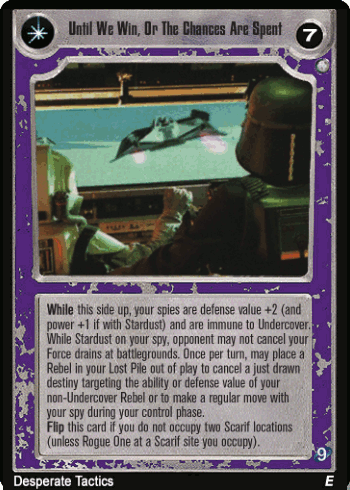 Until We Win, Or The Chances Are Spent
7
While this side up, your spies are defense value +2 (and
power +1 if with Stardust) and are immune to Undercover.
While Stardust on your spy, opponent may not cancel your
Force drains at battlegrounds. Once per turn, may place a
Rebel in your Lost Pile out of play to cancel a just drawn
destiny targeting the ability or defense value of your
non-Undercover Rebel or to make a regular move with
your spy during your control phase.
Flip this card if you do not occupy two Scarif locations
(unless Rogue One at a Scarif site you occupy).
9
Desperate Tactics
E